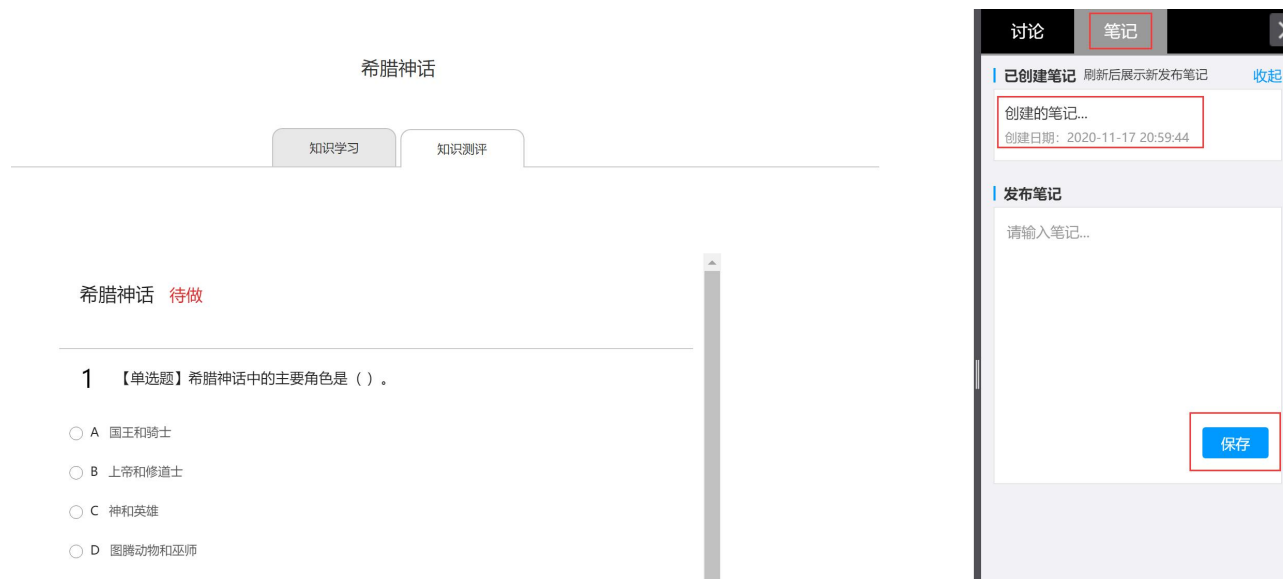 希腊神话
知识学习 知识测评
希腊神话 待做
1 【单选题】希腊神话中的主要角色是（ ）。
A 国王和骑士
B 上帝和修道士
C 神和英雄
D 图腾动物和巫师
讨论 笔记
已创建笔记 刷新后展示新发布笔记 收起
创建的笔记...
创建日期：2020-11-17 20:59:44
发布笔记
请输入笔记...
保存